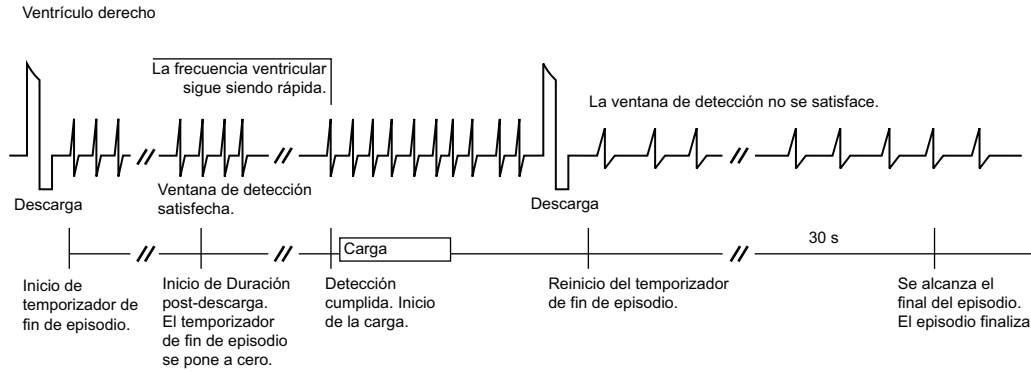 Ventrículo derecho
La frecuencia ventricular
sigue siendo rápida.
La ventana de detección no se satisface.
Descarga
Ventana de detección
satisfecha.
Descarga
Carga
30 s
Inicio de
temporizador de
fin de episodio.
Inicio de Duración
post-descarga.
El temporizador
de fin de episodio
se pone a cero.
Detección
cumplida. Inicio
de la carga.
Reinicio del temporizador
de fin de episodio.
Se alcanza el
final del episodio.
El episodio finaliza